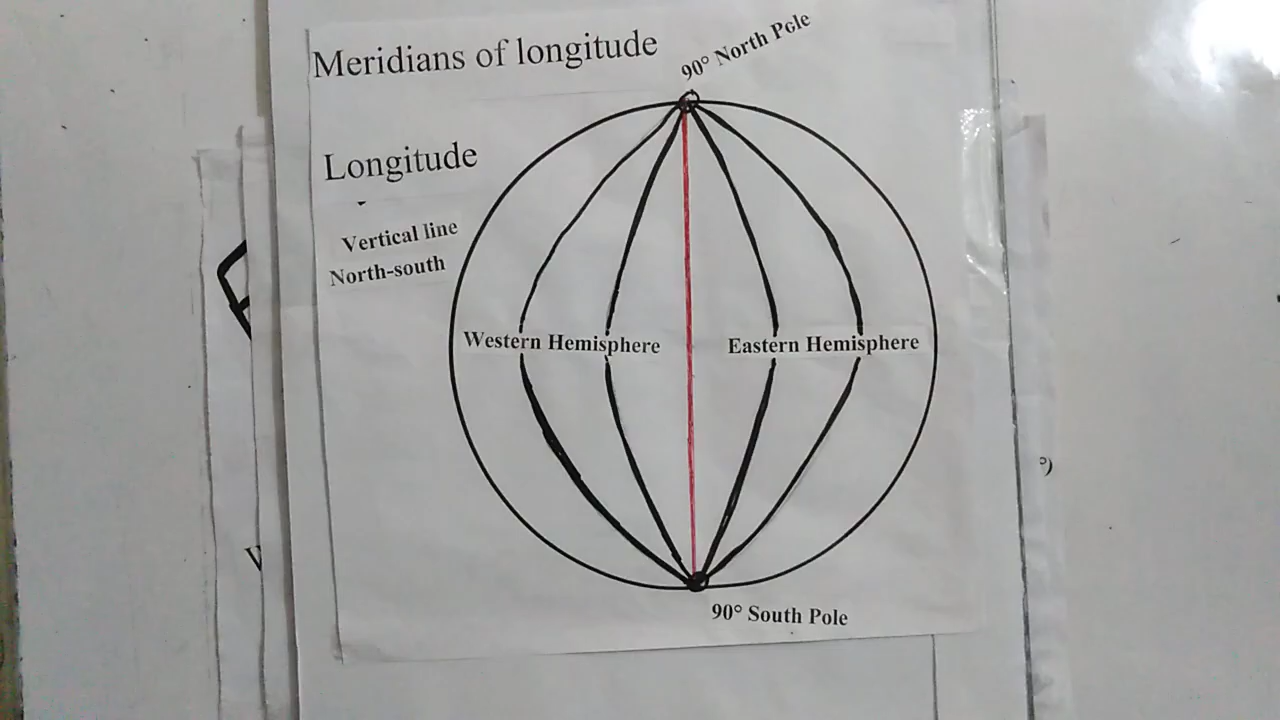 Meridians of longitude
90° North Pole
Longitude
Vertical line
North-south
Western Hemisphere
Eastern Hemisphere
90° South Pole